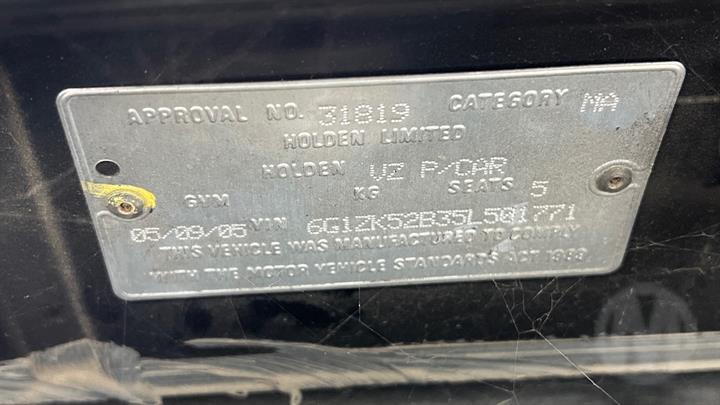 APPROVAL NO. 31819 CATEGORY MA
HOLDEN LIMITED
HOLDEN VZ P/CAR
GVM KG SEATS 5
05/09/05 VIN 6G1ZK52B35L501771
THIS VEHICLE WAS MANUFACTURED TO COMPLY
WITH THE MOTOR VEHICLE STANDARDS ACT 1989